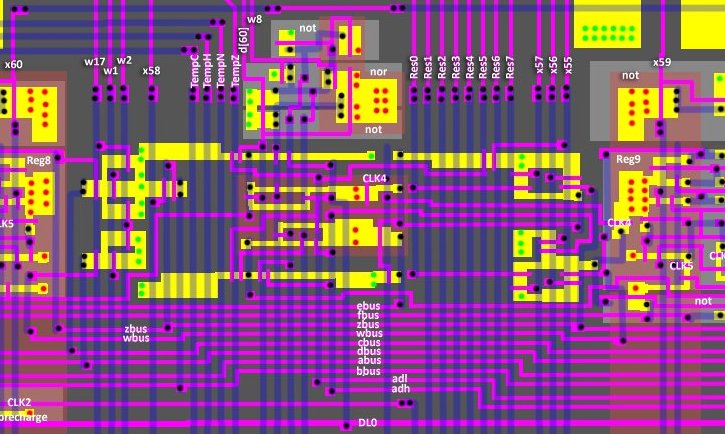 w8
not
d[60]
x60
w17
w1
w2
x58
TempC
TempH
TempN
TempZ
nor
not
Res0
Res1
Res2
Res3
Res4
Res5
Res6
Res7
x57
x56
x55
x59
not
Reg8
CLK4
Reg9
CLK4
CLK5
not
ebus
fbus
zbus
wbus
zbus
wbus
cbus
dbus
abus
bbus
adl
adh
CLK2
precharge
DL0